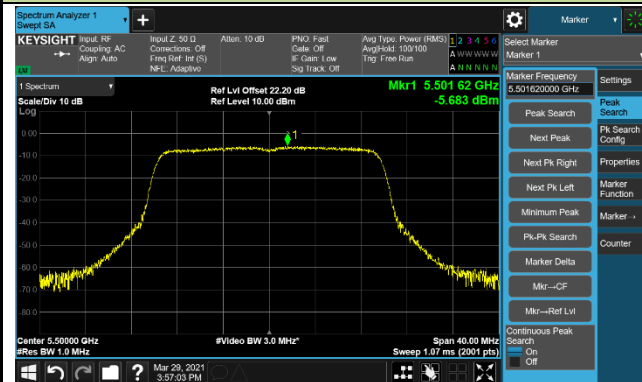 Spectrum Analyzer 1
Swept SA
+
Marker
KEYSIGHT
Input: RF
Coupling: AC
Align: Auto
Input Z: 50 Ω
Corrections: Off
Freq Ref: Int (S)
NFE: Adaptive
Atten: 10 dB
PNO: Fast
Gate: Off
IF Gain: Low
Sig Track: Off
Avg Type: Power (RMS)
Avg|Hold: 100/100
Trig: Free Run
1 2 3 4 5 6
A W W W W W
A N N N N N
LXI
Select Marker
Marker 1
1 Spectrum
Scale/Div 10 dB
Log
Ref Lvl Offset 22.20 dB
Ref Level 10.00 dBm
Mkr1 5.501 62 GHz
-5.683 dBm
0.00
-10.0
-20.0
-30.0
-40.0
-50.0
-60.0
-70.0
-80.0
1
Center 5.50000 GHz
#Res BW 1.0 MHz
#Video BW 3.0 MHz*
Span 40.00 MHz
Sweep 1.07 ms (2001 pts)
Marker Frequency
5.501620000 GHz
Peak Search
Next Peak
Next Pk Right
Next Pk Left
Minimum Peak
Pk-Pk Search
Marker Delta
Mkr→CF
Mkr→Ref Lvl
Continuous Peak
Search
On
Off
Settings
Peak
Search
Pk Search
Config
Properties
Marker
Function
Marker→
Counter
?
Mar 29, 2021
3:57:03 PM